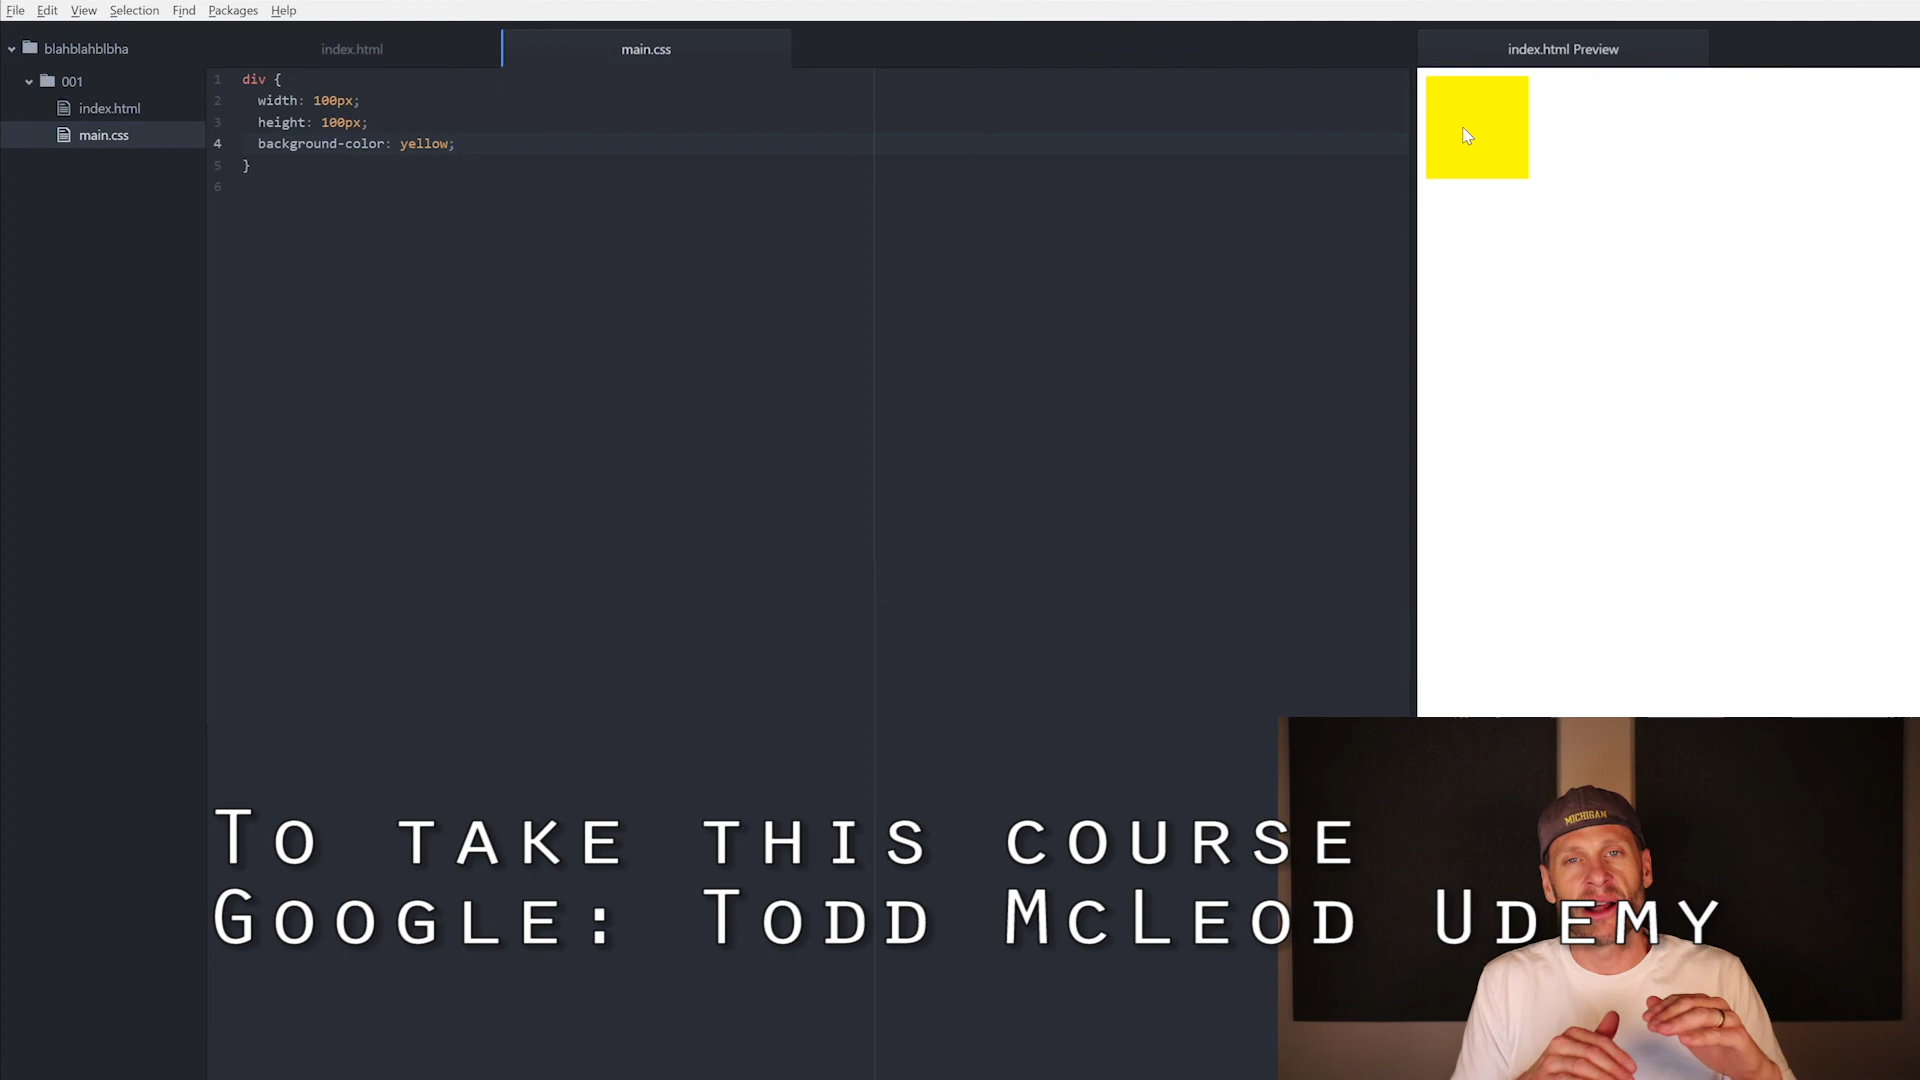 File Edit View Selection Find Packages Help
blahblahblbha
001
index.html
main.css
index.html
main.css
index.html Preview
1 div {
2 width: 100px;
3 height: 100px;
4 background-color: yellow;
5 }
6
To take this course
Google: Todd McLeod Udemy
MICHIGAN